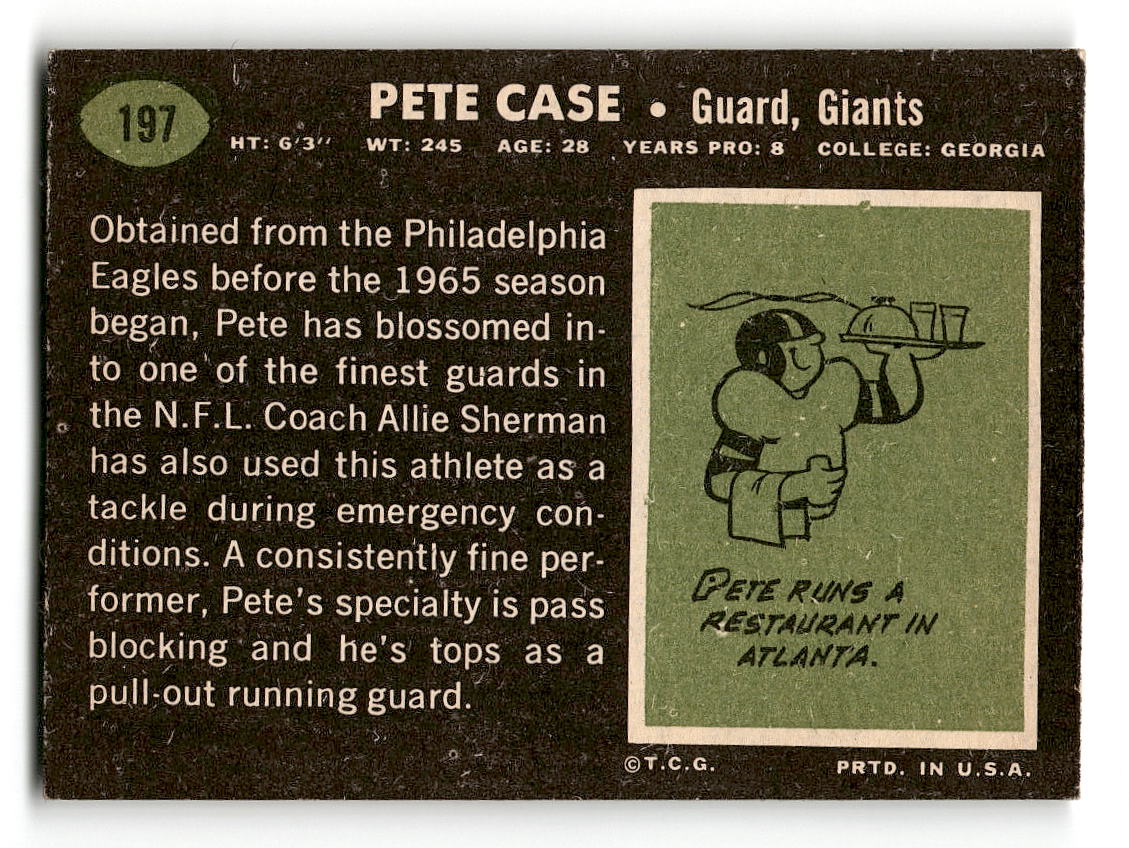 197
PETE CASE • Guard, Giants
HT: 6'3" WT: 245 AGE: 28 YEARS PRO: 8 COLLEGE: GEORGIA
Obtained from the Philadelphia
Eagles before the 1965 season
began, Pete has blossomed in-
to one of the finest guards in
the N.F.L. Coach Allie Sherman
has also used this athlete as a
tackle during emergency con-
ditions. A consistently fine per-
former, Pete's specialty is pass
blocking and he's tops as a
pull-out running guard.
PETE RUNS A
RESTAURANT IN
ATLANTA.
©T.C.G. PRTD. IN U.S.A.